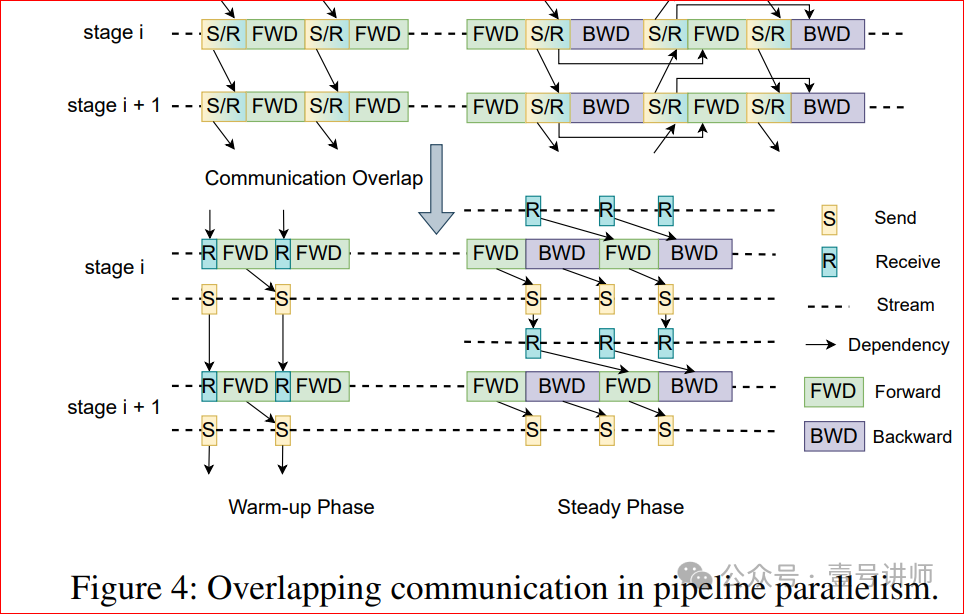 stage i S/R FWD S/R FWD FWD S/R BWD S/R FWD S/R BWD
stage i + 1 S/R FWD S/R FWD FWD S/R BWD S/R FWD S/R BWD
Communication Overlap
R R R
stage i R FWD R FWD FWD BWD FWD BWD
S S S S S
R R R
stage i + 1 R FWD R FWD FWD BWD FWD BWD
S S S S S
S Send
R Receive
Stream
Dependency
FWD Forward
BWD Backward
Warm-up Phase Steady Phase
Figure 4: Overlapping communication in pipeline parallelism.
公众号 · 壹号讲师